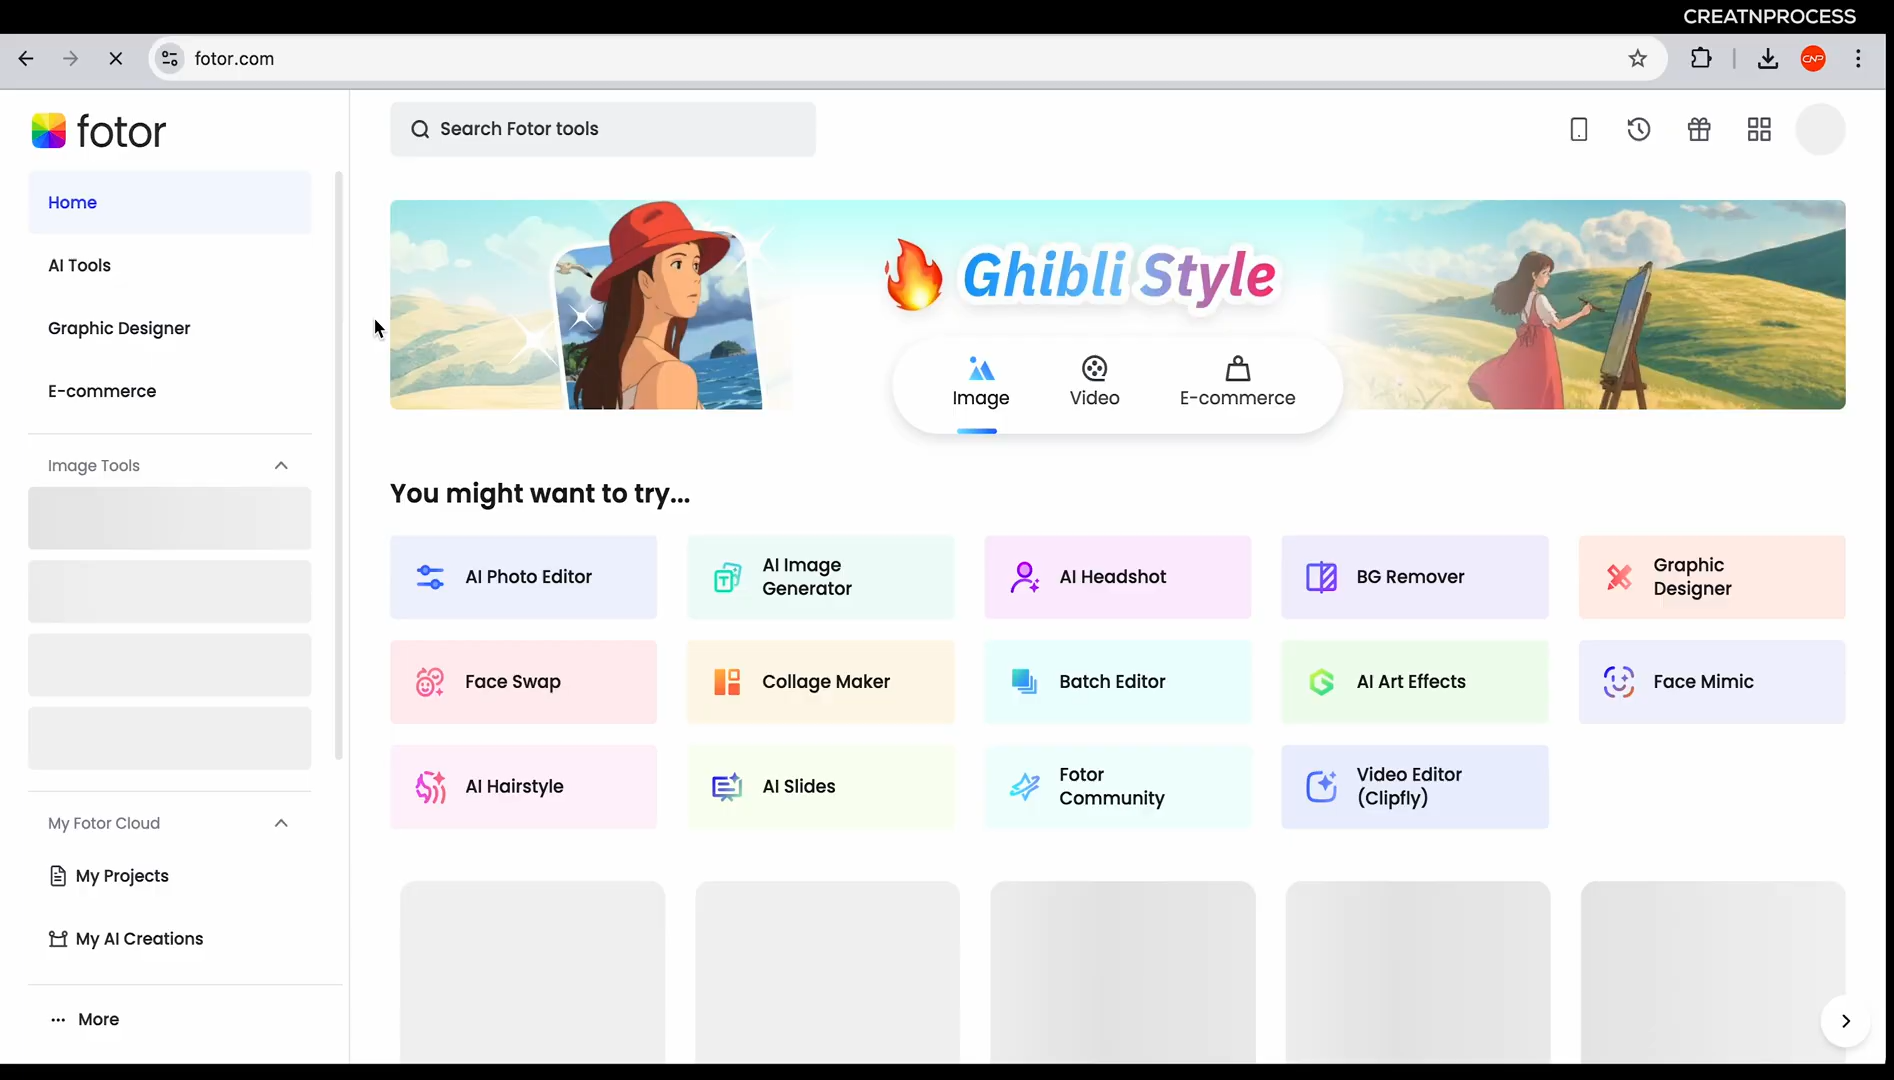 CREATNPROCESS
fotor.com
CNP
fotor
Search Fotor tools
Home
AI Tools
Graphic Designer
E-commerce
Image Tools
My Fotor Cloud
My Projects
My AI Creations
More
Ghibli Style
Image
Video
E-commerce
You might want to try...
AI Photo Editor
AI Image
Generator
AI Headshot
BG Remover
Graphic
Designer
Face Swap
Collage Maker
Batch Editor
AI Art Effects
Face Mimic
AI Hairstyle
AI Slides
Fotor
Community
Video Editor
(Clipfly)